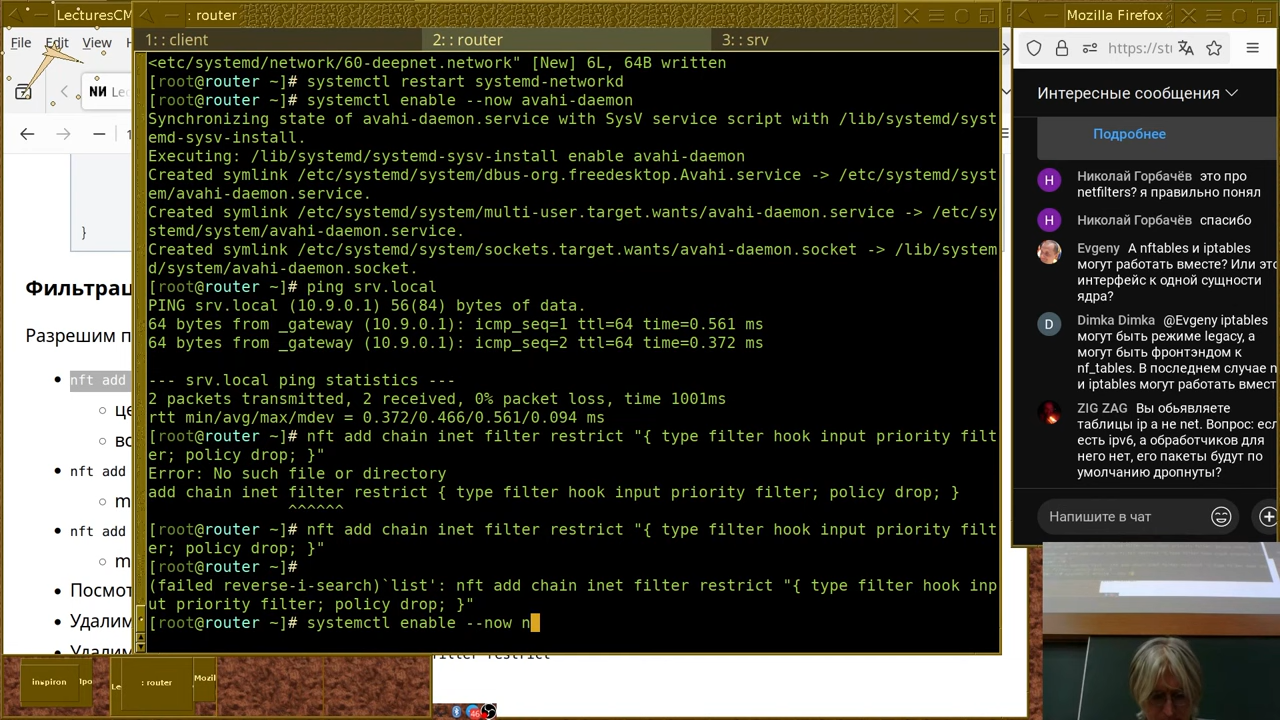 LecturesCM
: router
Mozilla Firefox
File Edit View
1: : client
2: : router
3: : srv
https://stu
Lec
1
}
Фильтрац
Разрешим п
nft add
це
вс
nft add
m
nft add
m
Посмот
Удалим
Удалим
<etc/systemd/network/60-deepnet.network" [New] 6L, 64B written
[root@router ~]# systemctl restart systemd-networkd
[root@router ~]# systemctl enable --now avahi-daemon
Synchronizing state of avahi-daemon.service with SysV service script with /lib/systemd/syst
emd-sysv-install.
Executing: /lib/systemd/systemd-sysv-install enable avahi-daemon
Created symlink /etc/systemd/system/dbus-org.freedesktop.Avahi.service -> /etc/systemd/syst
em/avahi-daemon.service.
Created symlink /etc/systemd/system/multi-user.target.wants/avahi-daemon.service -> /etc/sy
stemd/system/avahi-daemon.service.
Created symlink /etc/systemd/system/sockets.target.wants/avahi-daemon.socket -> /lib/system
d/system/avahi-daemon.socket.
[root@router ~]# ping srv.local
PING srv.local (10.9.0.1) 56(84) bytes of data.
64 bytes from _gateway (10.9.0.1): icmp_seq=1 ttl=64 time=0.561 ms
64 bytes from _gateway (10.9.0.1): icmp_seq=2 ttl=64 time=0.372 ms
--- srv.local ping statistics ---
2 packets transmitted, 2 received, 0% packet loss, time 1001ms
rtt min/avg/max/mdev = 0.372/0.466/0.561/0.094 ms
[root@router ~]# nft add chain inet filter restrict "{ type filter hook input priority filt
er; policy drop; }"
Error: No such file or directory
add chain inet filter restrict { type filter hook input priority filter; policy drop; }
^^^^^^
[root@router ~]# nft add chain inet filter restrict "{ type filter hook input priority filt
er; policy drop; }"
[root@router ~]#
(failed reverse-i-search)`list': nft add chain inet filter restrict "{ type filter hook inp
ut priority filter; policy drop; }"
[root@router ~]# systemctl enable --now n
filter restrict
Интересные сообщения
Подробнее
Николай Горбачёв это про
netfilters? я правильно понял
Николай Горбачёв спасибо
Evgeny А nftables и iptables
могут работать вместе? Или это
интерфейс к одной сущности
ядра?
Dimka Dimka @Evgeny iptables
могут быть режиме legacy, а
могут быть фронтэндом к
nf_tables. В последнем случае n
и iptables могут работать вмест
ZIG ZAG Вы обьявляете
таблицы ip а не net. Вопрос: есл
есть ipv6, а обработчиков для
него нет, его пакеты будут по
умолчанию дропнуты?
Напишите в чат
inspiron
Le
: router
Mozil